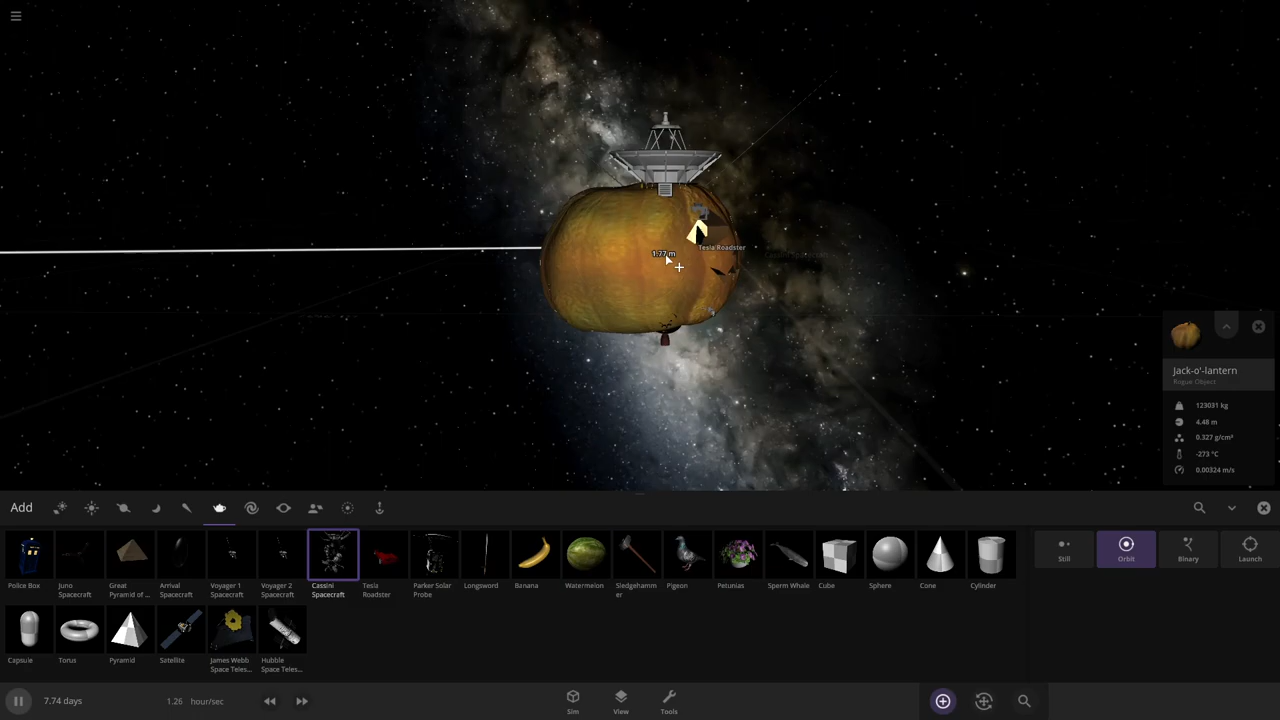 Tesla Roadster
1.77 m
Jack-o'-lantern
Rogue Object
123031 kg
4.48 m
0.327 g/cm³
-273 °C
0.00324 m/s
Add
Police Box
Juno
Spacecraft
Great
Pyramid of ...
Arrival
Spacecraft
Voyager 1
Spacecraft
Voyager 2
Spacecraft
Cassini
Spacecraft
Tesla
Roadster
Parker Solar
Probe
Longsword
Banana
Watermelon
Sledgehamm
er
Pigeon
Petunias
Sperm Whale
Cube
Sphere
Cone
Cylinder
Still
Orbit
Binary
Launch
Capsule
Torus
Pyramid
Satellite
James Webb
Space Teles...
Hubble
Space Teles...
7.74 days
1.26 hour/sec
Sim
View
Tools